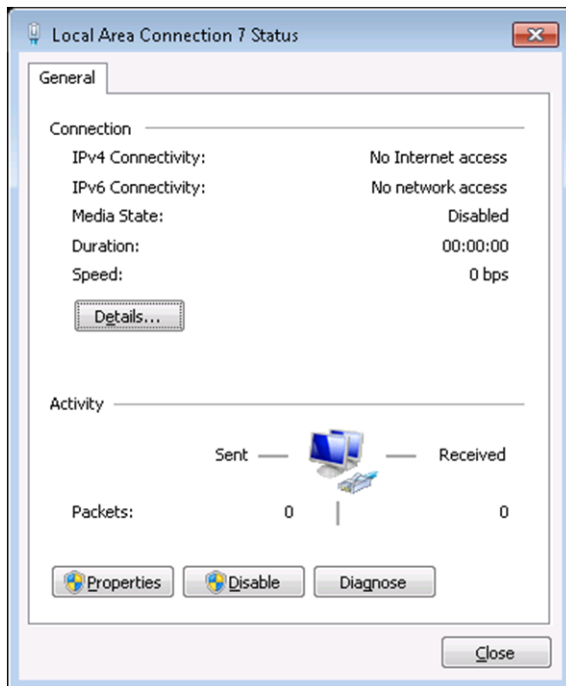 Local Area Connection 7 Status
General
Connection
IPv4 Connectivity: No Internet access
IPv6 Connectivity: No network access
Media State: Disabled
Duration: 00:00:00
Speed: 0 bps
Details...
Activity
Sent Received
Packets: 0 0
Properties Disable Diagnose
Close